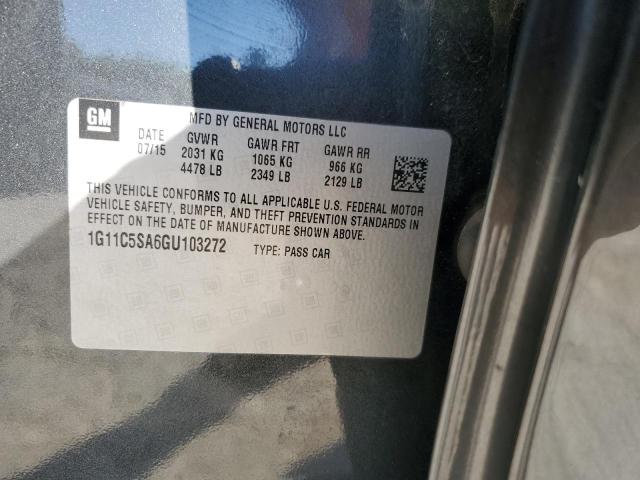 GM
MFD BY GENERAL MOTORS LLC
DATE GVWR GAWR FRT GAWR RR
07/15 2031 KG 1065 KG 966 KG
4478 LB 2349 LB 2129 LB
THIS VEHICLE CONFORMS TO ALL APPLICABLE U.S. FEDERAL MOTOR
VEHICLE SAFETY, BUMPER, AND THEFT PREVENTION STANDARDS IN
EFFECT ON THE DATE OF MANUFACTURE SHOWN ABOVE.
1G11C5SA6GU103272 TYPE: PASS CAR